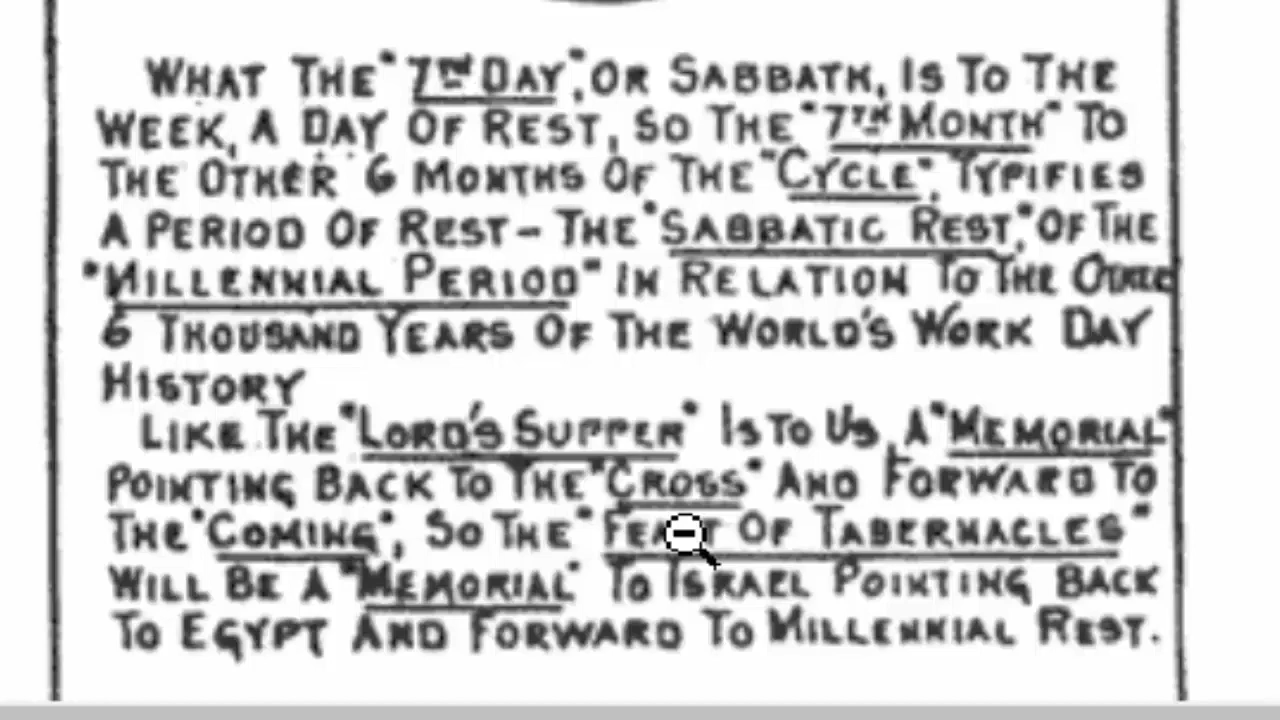 WHAT THE "7TH DAY", OR SABBATH, IS TO THE
WEEK, A DAY OF REST, SO THE "7TH MONTH" TO
THE OTHER 6 MONTHS OF THE "CYCLE", TYPIFIES
A PERIOD OF REST – THE "SABBATIC REST," OF THE
"MILLENNIAL PERIOD" IN RELATION TO THE OTHER
6 THOUSAND YEARS OF THE WORLD'S WORK DAY
HISTORY
LIKE THE "LORD'S SUPPER" IS TO US, A "MEMORIAL"
POINTING BACK TO THE "CROSS" AND FORWARD TO
THE "COMING", SO THE "FEAST OF TABERNACLES"
WILL BE A "MEMORIAL" TO ISRAEL POINTING BACK
TO EGYPT AND FORWARD TO MILLENNIAL REST.